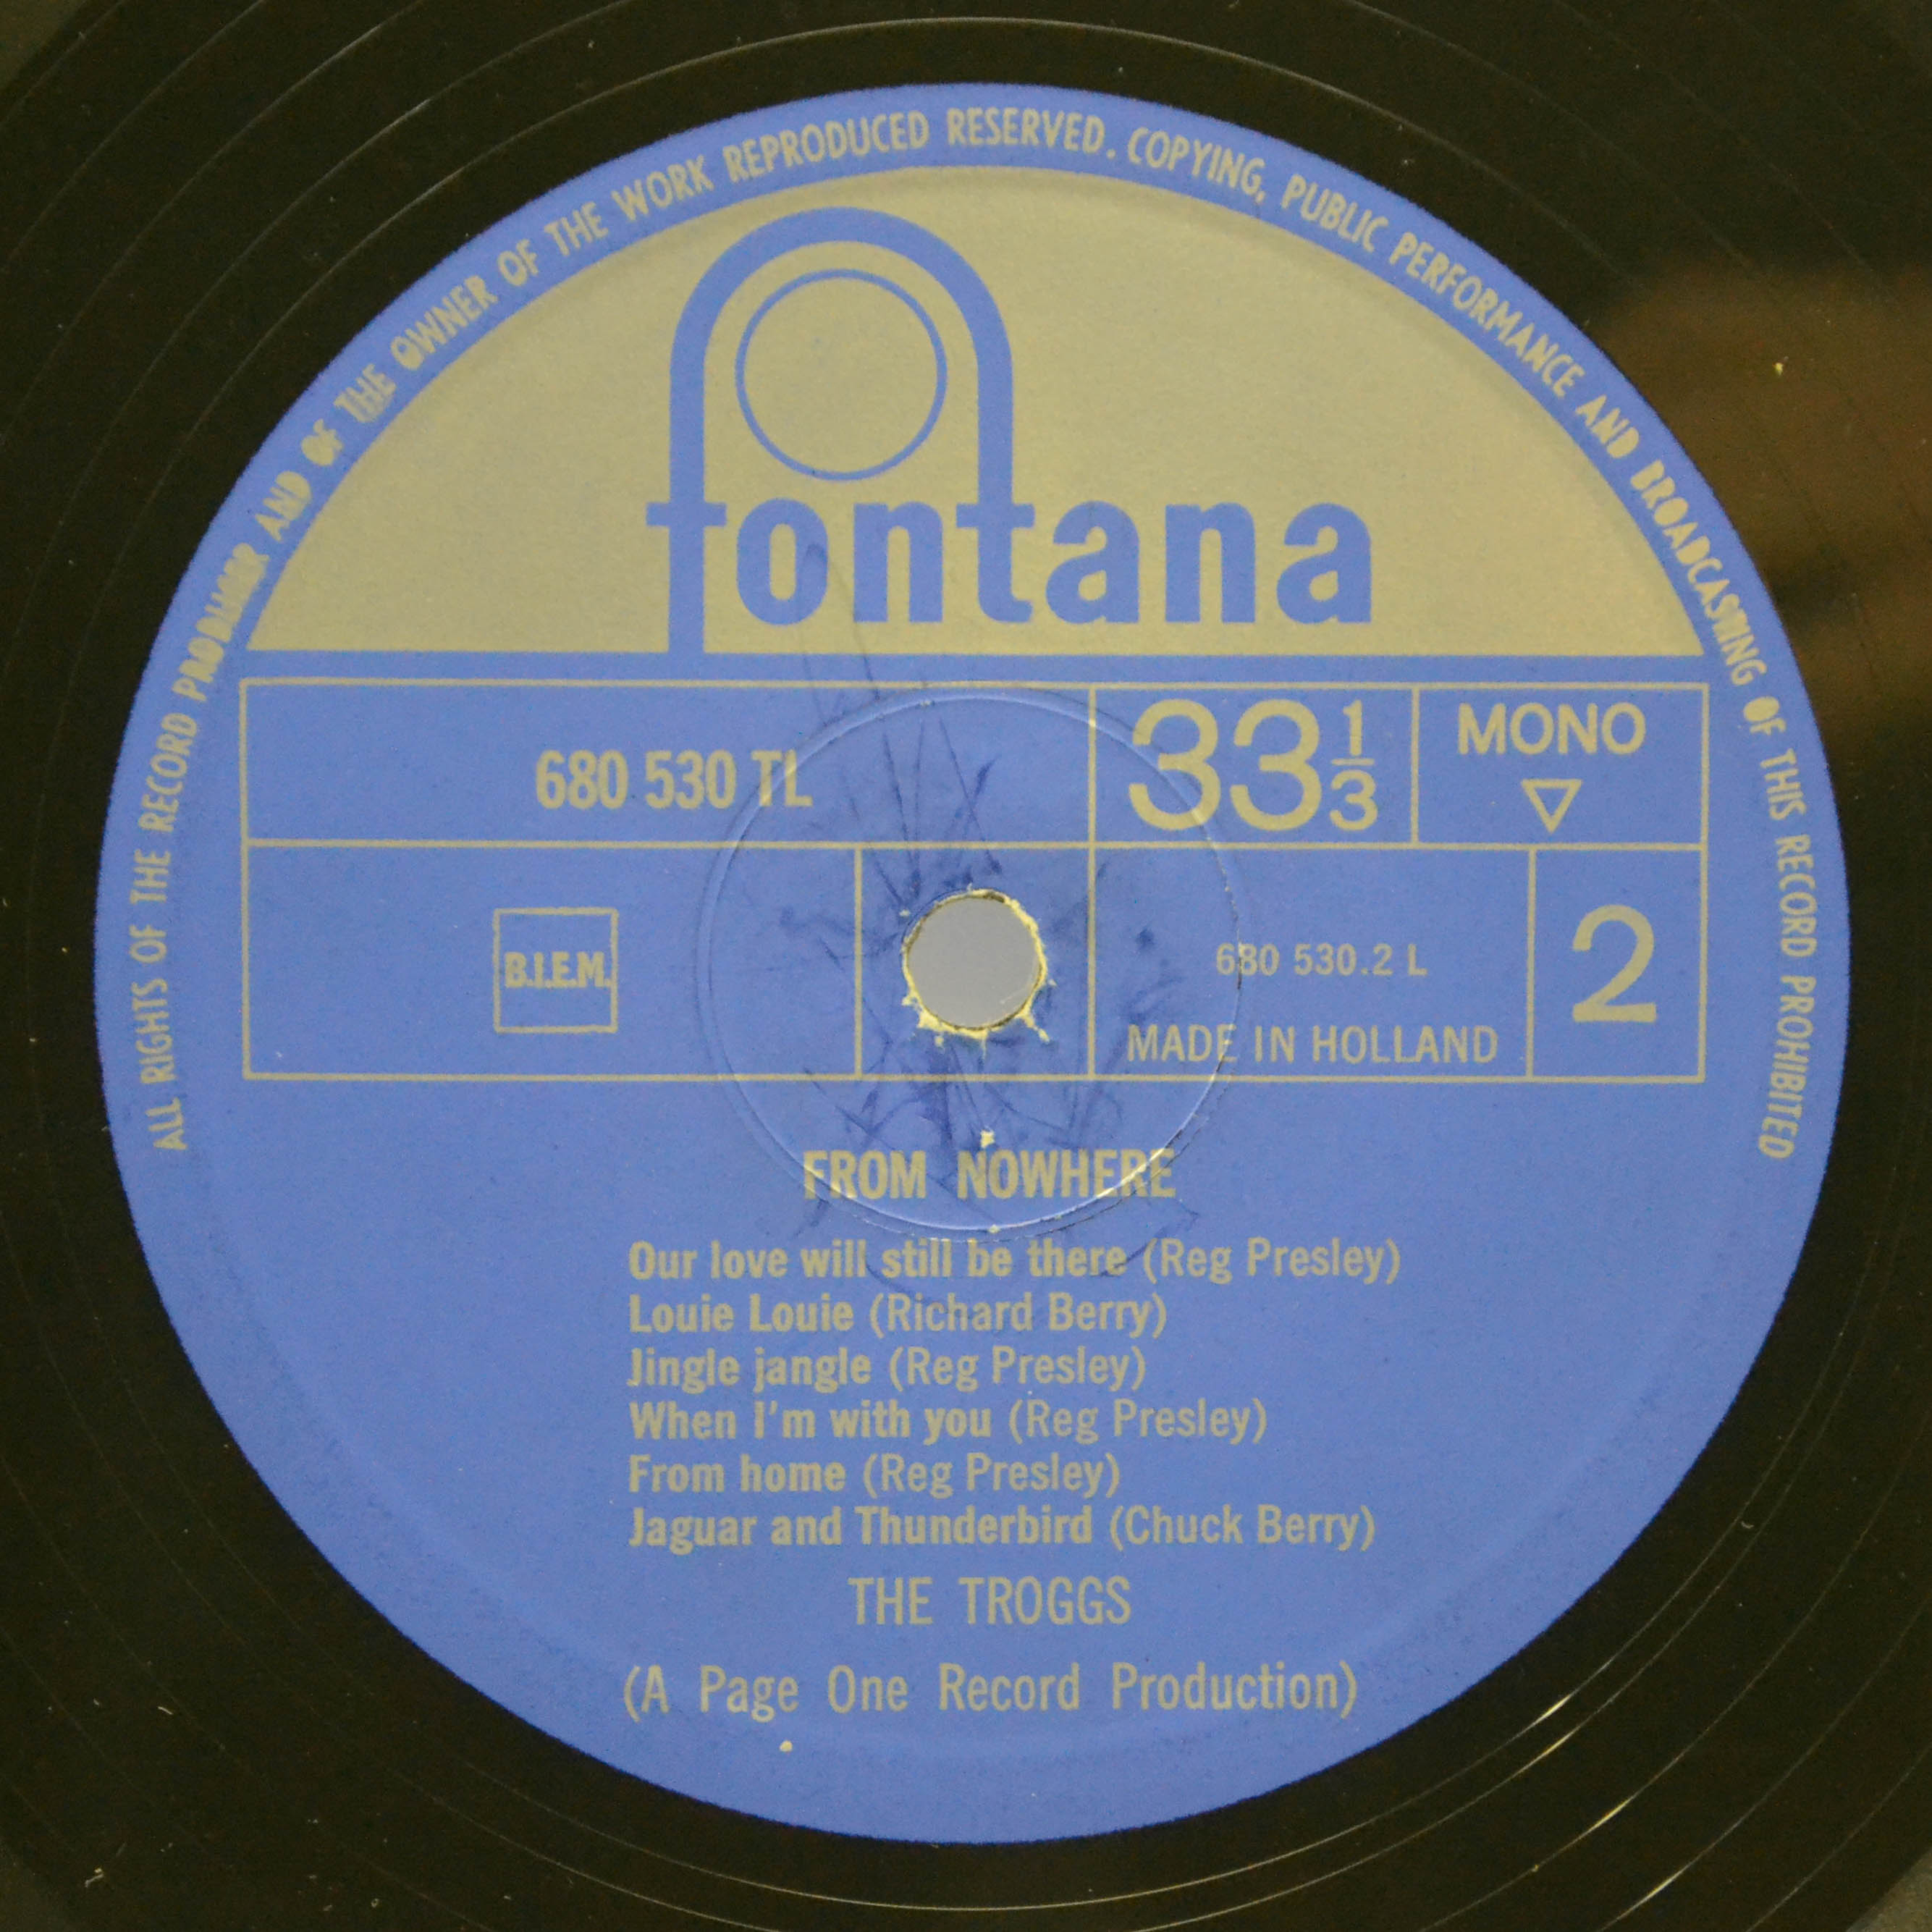 ALL RIGHTS OF THE RECORD PRODUCER AND OF THE OWNER OF THE WORK REPRODUCED RESERVED. COPYING, PUBLIC PERFORMANCE AND BROADCASTING OF THIS RECORD PROHIBITED
fontana
680 530 TL
33 1/3
MONO
B.I.E.M.
680 530.2 L
MADE IN HOLLAND
2
FROM NOWHERE
Our love will still be there (Reg Presley)
Louie Louie (Richard Berry)
Jingle jangle (Reg Presley)
When I'm with you (Reg Presley)
From home (Reg Presley)
Jaguar and Thunderbird (Chuck Berry)
THE TROGGS
(A Page One Record Production)